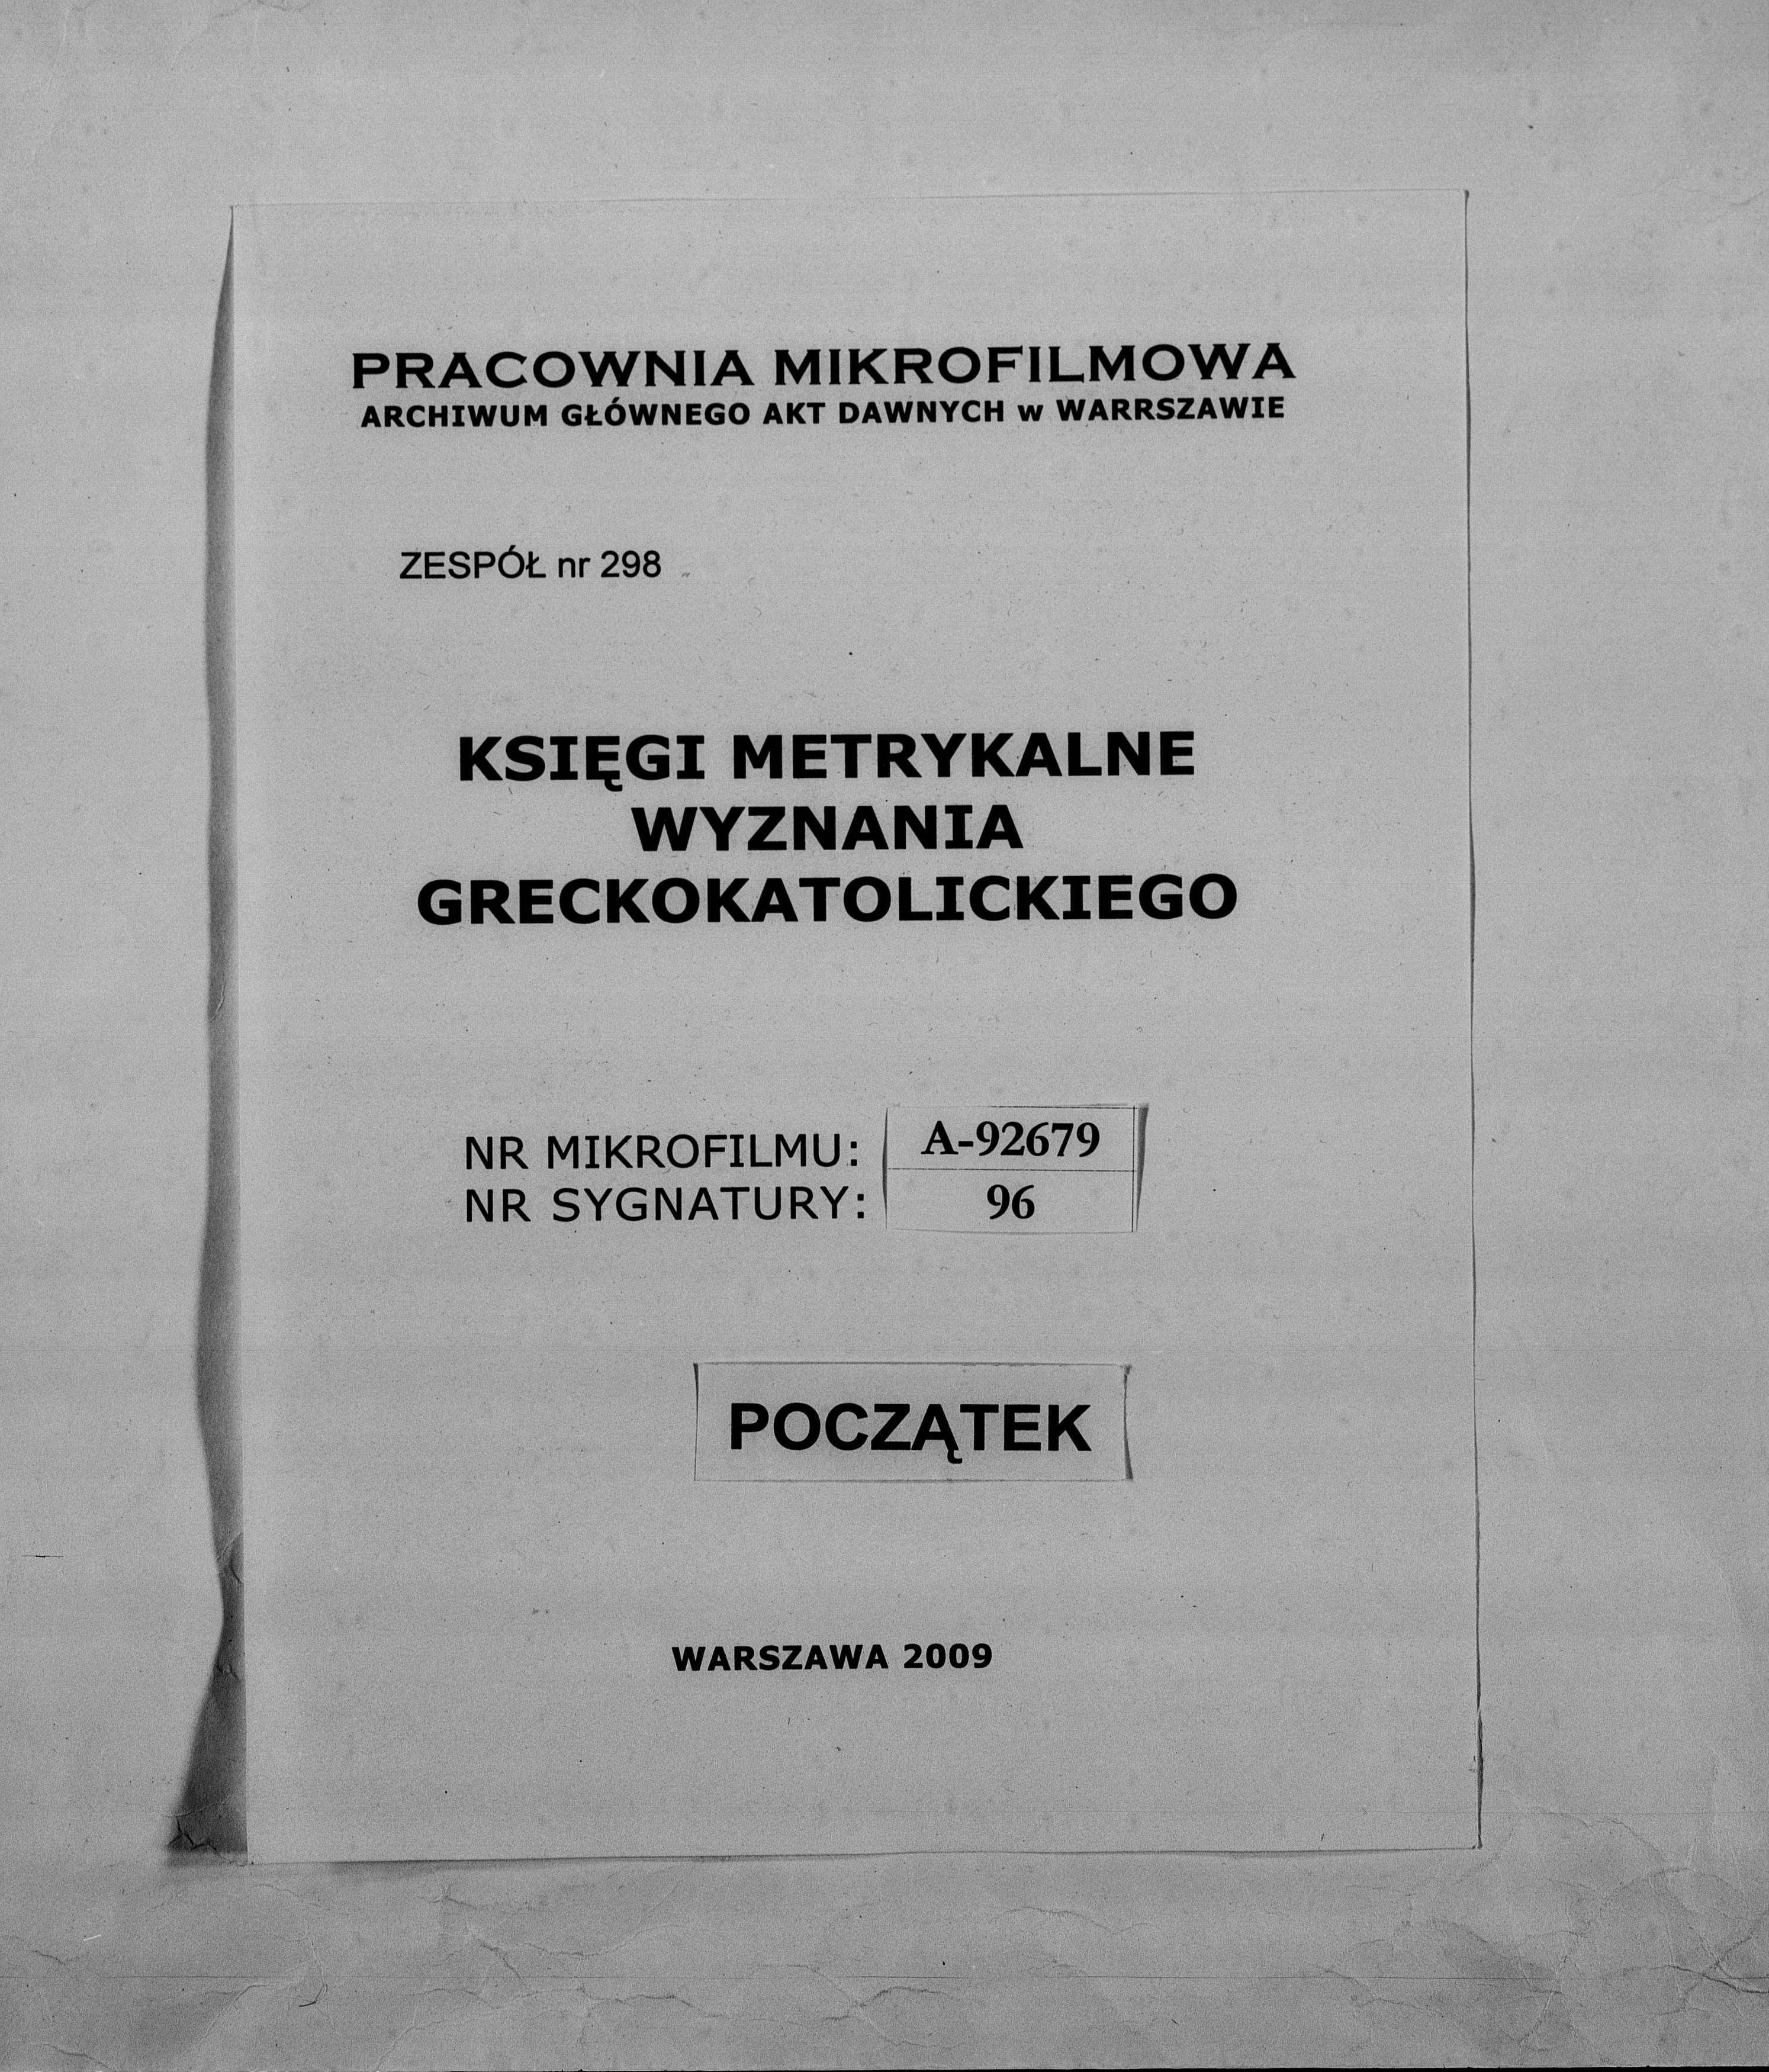 PRACOWNIA MIKROFILMOWA
ARCHIWUM GŁÓWNEGO AKT DAWNYCH w WARRSZAWIE
ZESPÓŁ nr 298
KSIĘGI METRYKALNE
WYZNANIA
GRECKOKATOLICKIEGO
NR MIKROFILMU: A-92679
NR SYGNATURY: 96
POCZĄTEK
WARSZAWA 2009